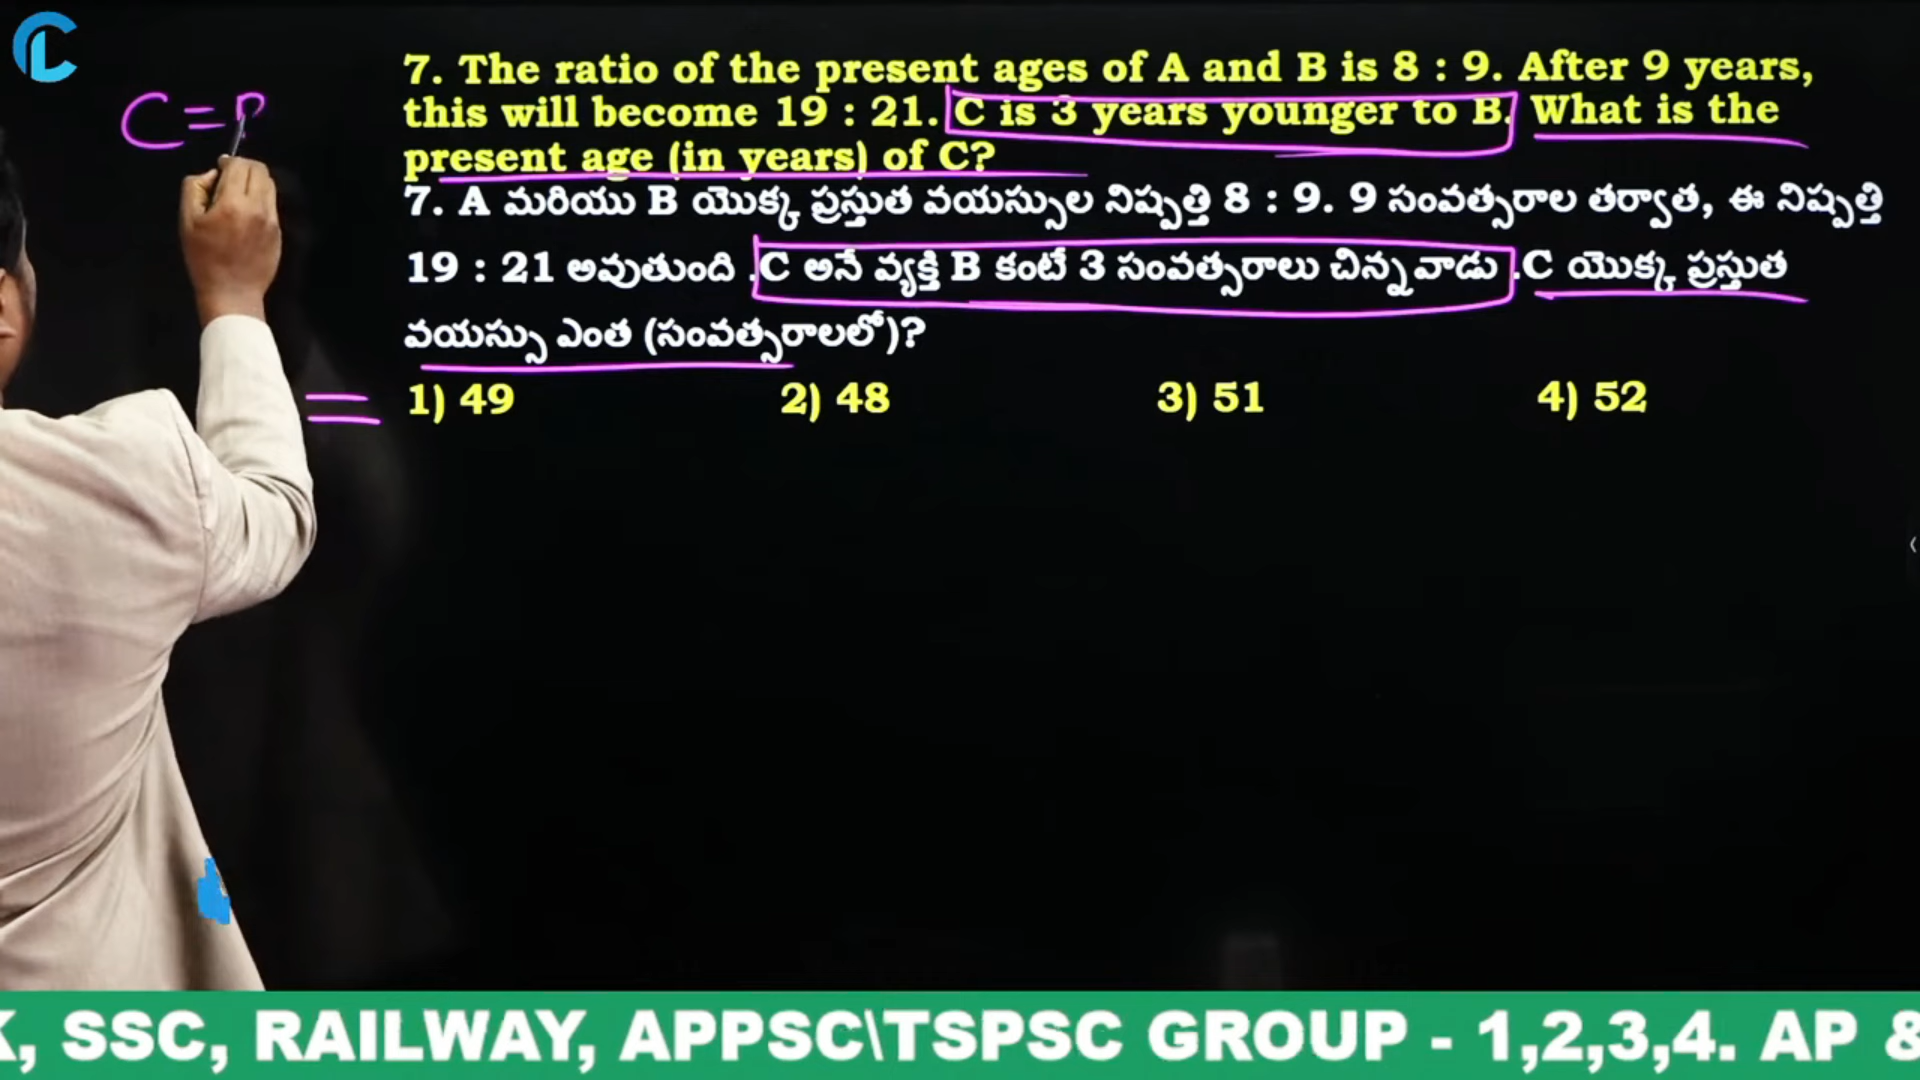 7. The ratio of the present ages of A and B is 8 : 9. After 9 years,
this will become 19 : 21. C is 3 years younger to B. What is the
present age (in years) of C?
7. A మరియు B యొక్క ప్రస్తుత వయస్సుల నిష్పత్తి 8 : 9. 9 సంవత్సరాల తర్వాత, ఈ నిష్పత్తి
19 : 21 అవుతుంది .C అనే వ్యక్తి B కంటే 3 సంవత్సరాలు చిన్నవాడు .C యొక్క ప్రస్తుత
వయస్సు ఎంత (సంవత్సరాలలో)?
1) 49 2) 48 3) 51 4) 52
C =
SSC, RAILWAY, APPSC\TSPSC GROUP - 1,2,3,4. AP &